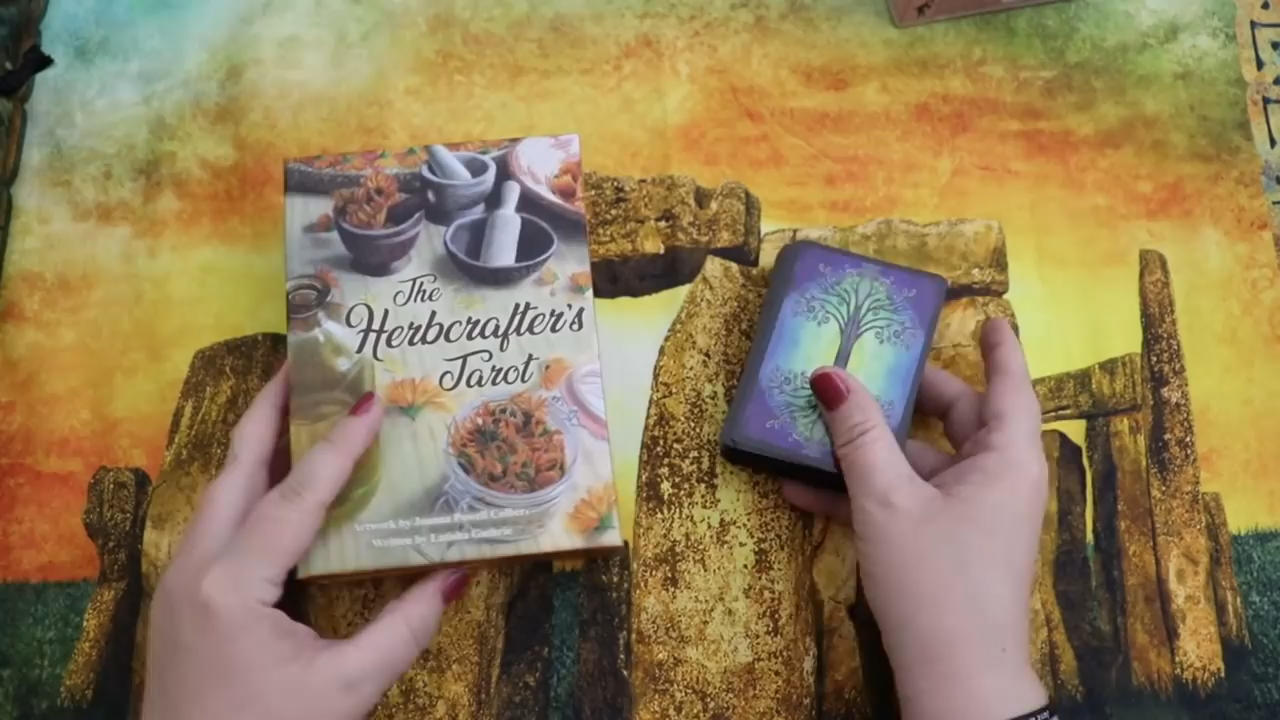 The
Herbcrafter's
Tarot
Artwork by Joanna Powell Colbert
Written by Latisha Guthrie